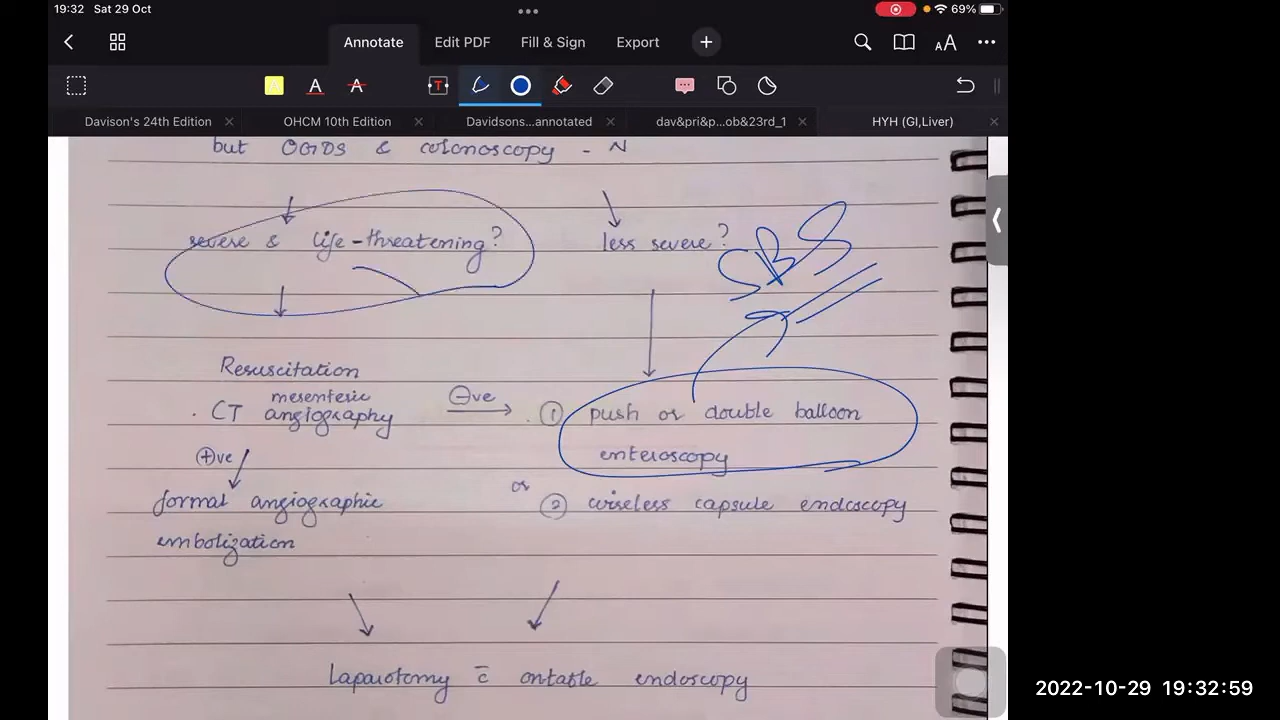 19:32 Sat 29 Oct
69%
Annotate Edit PDF Fill & Sign Export
T
Davison's 24th Edition OHCM 10th Edition Davidsons...annotated dav&pri&p...ob&23rd_1 HYH (GI,Liver)
but OGDS & colonoscopy - N
severe & life-threatening? less severe?
SBS
Resuscitation
mesenteric
CT angiography ⊖ve ① push or double balloon
enteroscopy
⊕ve
formal angiographic or ② wireless capsule endoscopy
embolization
Laparotomy c̄ ontable endoscopy
2022-10-29 19:32:59